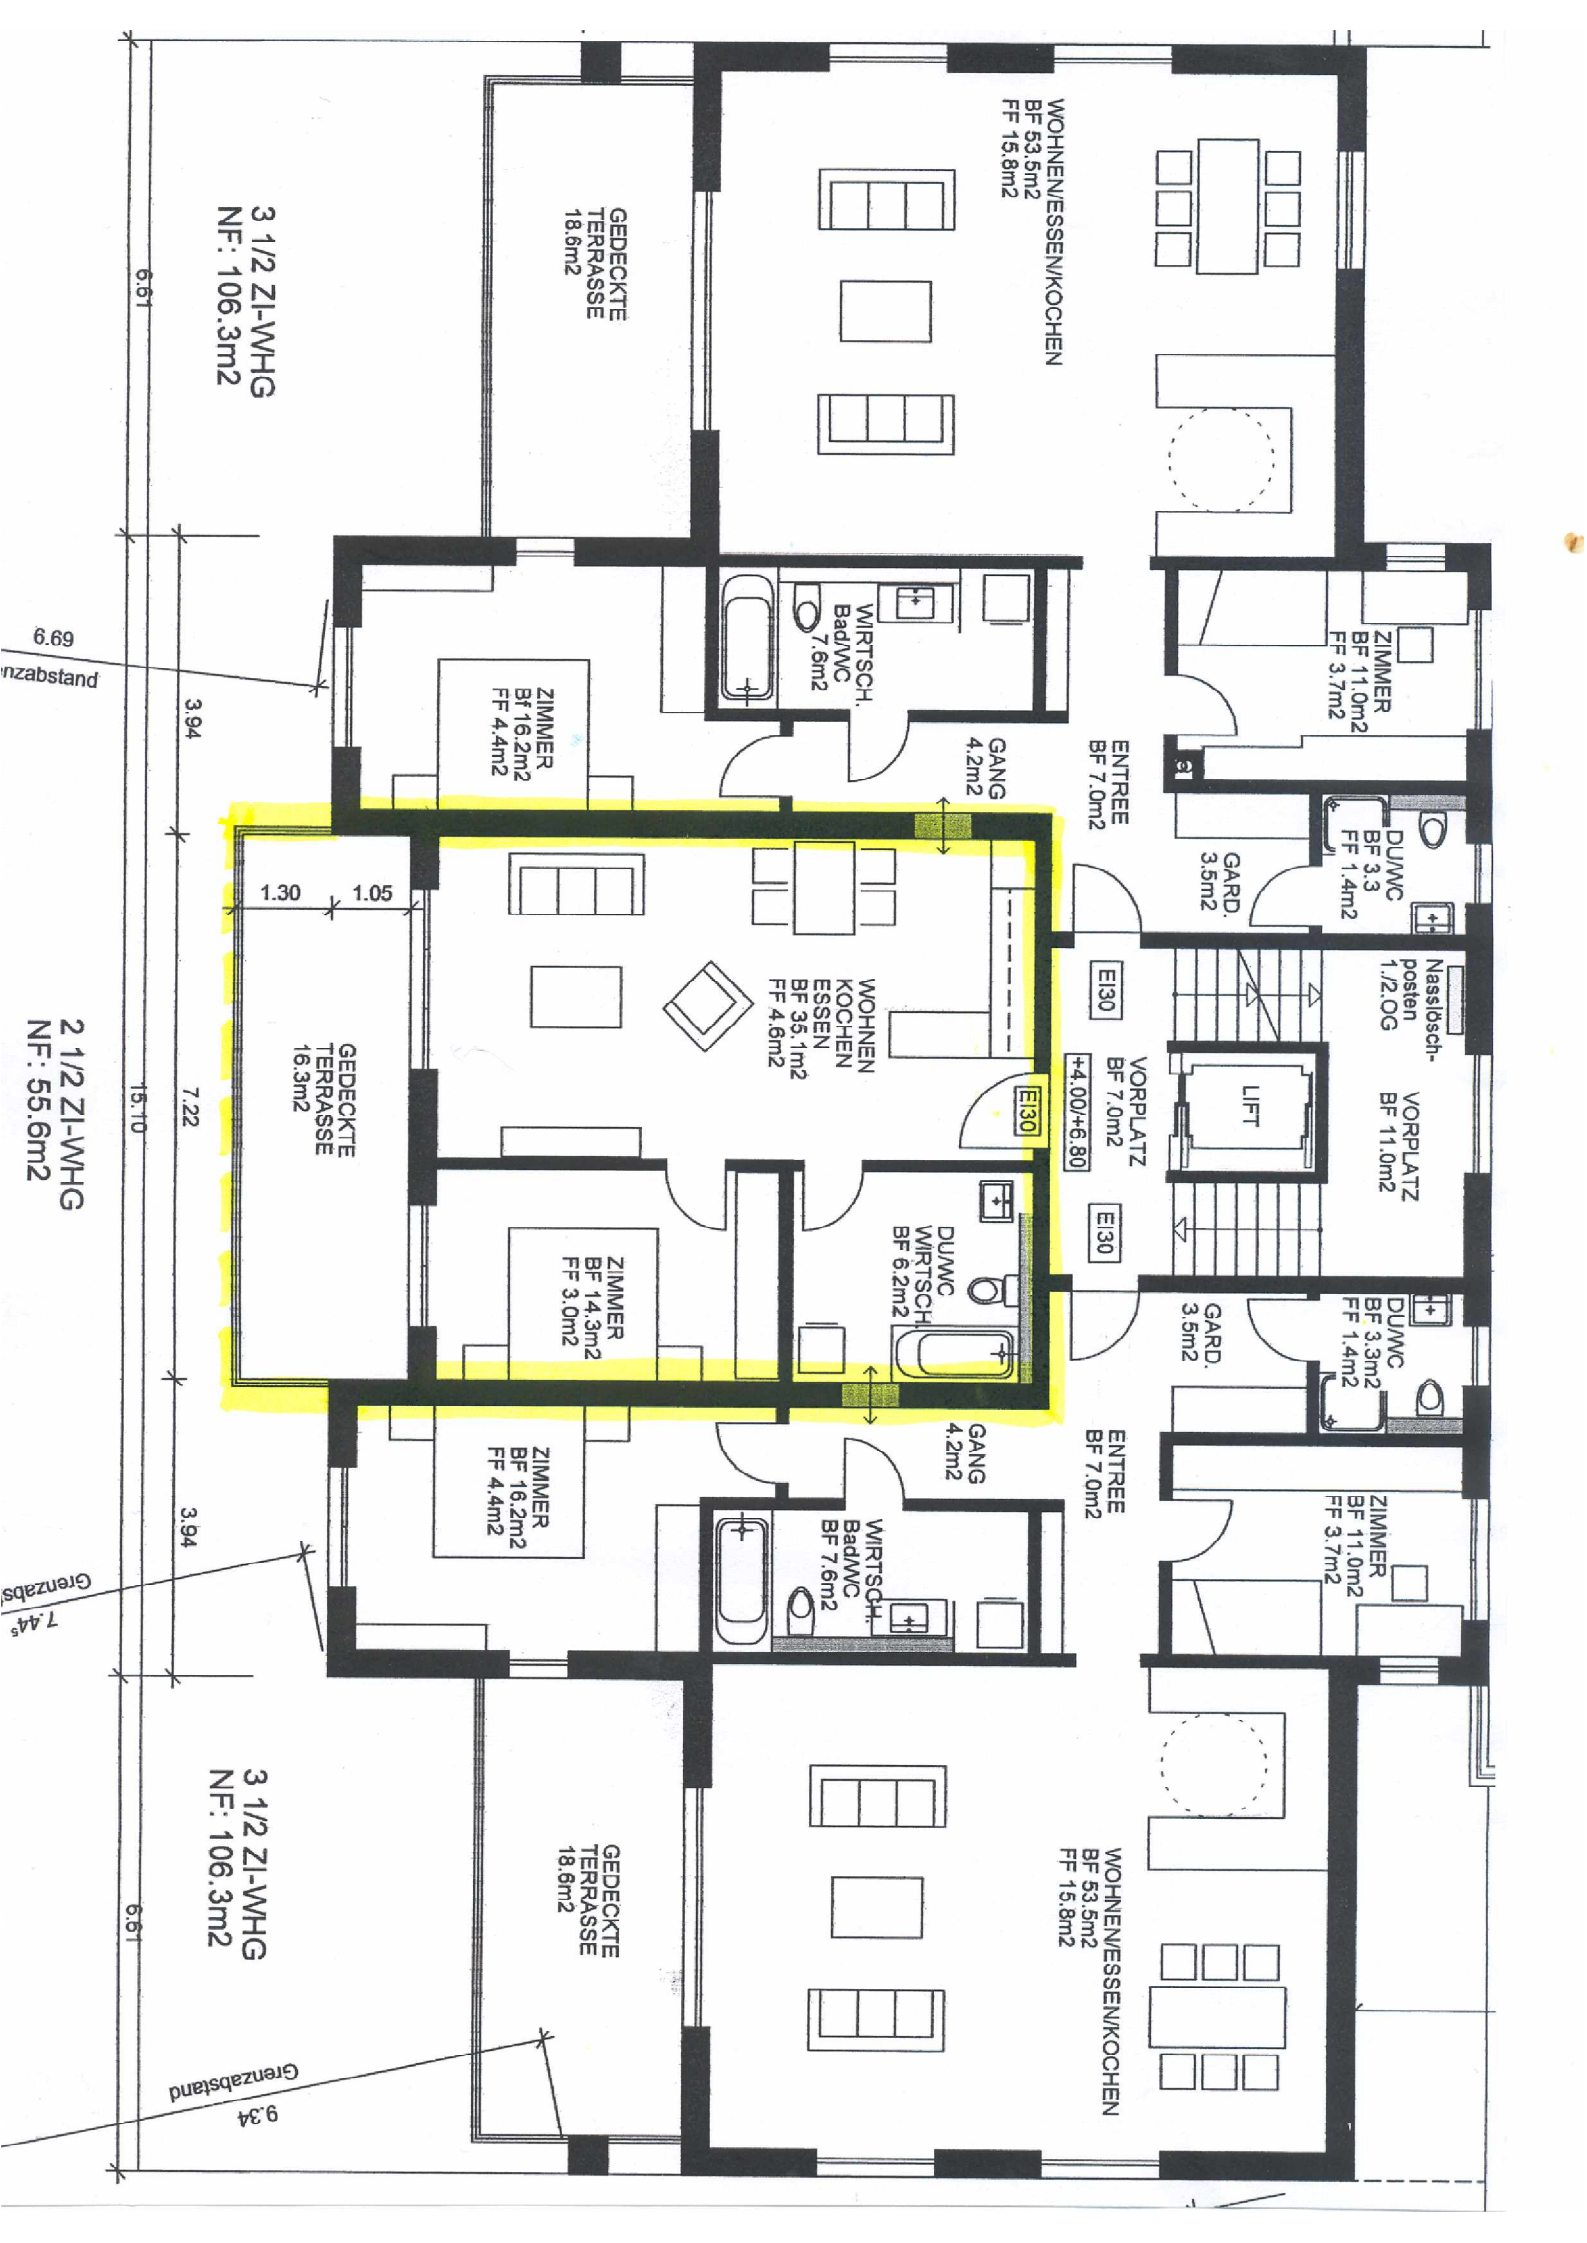 WOHNEN/ESSEN/KOCHEN
BF 53.5m2
FF 15.8m2
GEDECKTE
TERRASSE
18.6m2
3 1/2 ZI-WHG
NF: 106.3m2
6.61
ZIMMER
BF 11.0m2
FF 3.7m2
WIRTSCH.
Bad/WC
7.6m2
ZIMMER
Bf 16.2m2
FF 4.4m2
GANG
4.2m2
ENTREE
BF 7.0m2
DU/WC
BF 3.3
FF 1.4m2
GARD.
3.5m2
6.69
enzabstand
3.94
1.30
1.05
Nasslösch-
posten
1./2.OG
VORPLATZ
BF 11.0m2
LIFT
EI30
VORPLATZ
BF 7.0m2
+4.00/+6.80
EI30
EI30
WOHNEN
KOCHEN
ESSEN
BF 35.1m2
FF 4.6m2
GEDECKTE
TERRASSE
16.3m2
7.22
15.10
2 1/2 ZI-WHG
NF: 55.6m2
DU/WC
WIRTSCH.
BF 6.2m2
ZIMMER
BF 14.3m2
FF 3.0m2
DU/WC
BF 3.3m2
FF 1.4m2
GARD.
3.5m2
ENTREE
BF 7.0m2
GANG
4.2m2
ZIMMER
BF 16.2m2
FF 4.4m2
3.94
ZIMMER
BF 11.0m2
FF 3.7m2
WIRTSCH.
Bad/WC
BF 7.6m2
Grenzabs
7.44⁵
WOHNEN/ESSEN/KOCHEN
BF 53.5m2
FF 15.8m2
GEDECKTE
TERRASSE
18.6m2
3 1/2 ZI-WHG
NF: 106.3m2
6.61
Grenzabstand
9.34